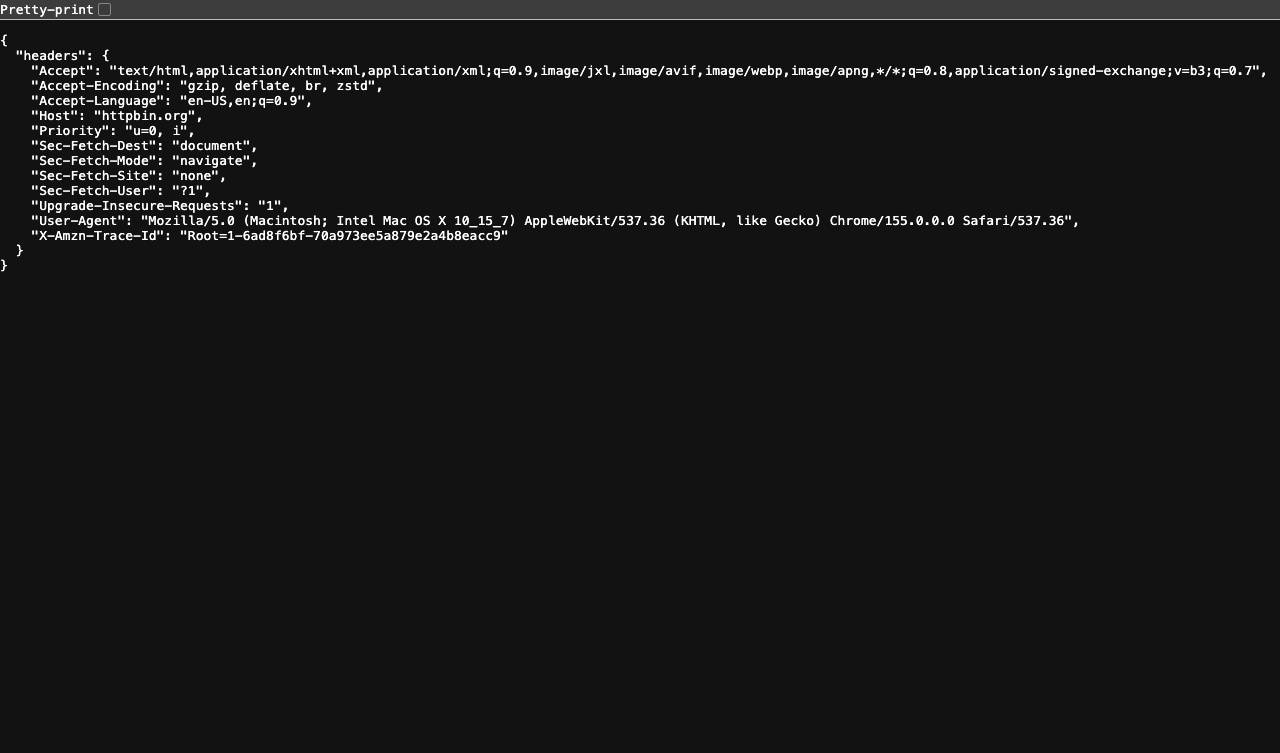 Pretty-print
{
  "headers": {
    "Accept": "text/html,application/xhtml+xml,application/xml;q=0.9,image/jxl,image/avif,image/webp,image/apng,*/*;q=0.8,application/signed-exchange;v=b3;q=0.7",
    "Accept-Encoding": "gzip, deflate, br, zstd",
    "Accept-Language": "en-US,en;q=0.9",
    "Host": "httpbin.org",
    "Priority": "u=0, i",
    "Sec-Fetch-Dest": "document",
    "Sec-Fetch-Mode": "navigate",
    "Sec-Fetch-Site": "none",
    "Sec-Fetch-User": "?1",
    "Upgrade-Insecure-Requests": "1",
    "User-Agent": "Mozilla/5.0 (Macintosh; Intel Mac OS X 10_15_7) AppleWebKit/537.36 (KHTML, like Gecko) Chrome/155.0.0.0 Safari/537.36",
    "X-Amzn-Trace-Id": "Root=1-6ad8f6bf-70a973ee5a879e2a4b8eacc9"
  }
}